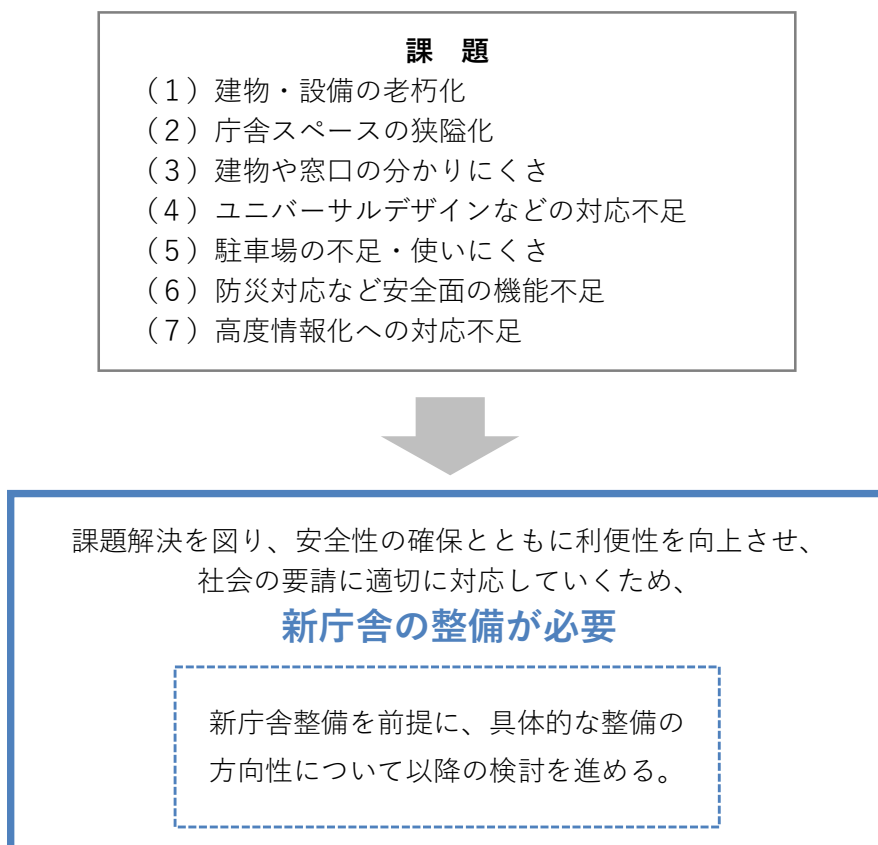 課 題
（１）建物・設備の老朽化
（２）庁舎スペースの狭隘化
（３）建物や窓口の分かりにくさ
（４）ユニバーサルデザインなどの対応不足
（５）駐車場の不足・使いにくさ
（６）防災対応など安全面の機能不足
（７）高度情報化への対応不足
課題解決を図り、安全性の確保とともに利便性を向上させ、
社会の要請に適切に対応していくため、
新庁舎の整備が必要
新庁舎整備を前提に、具体的な整備の
方向性について以降の検討を進める。